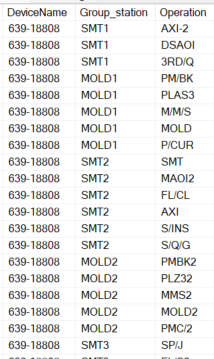 DeviceName Group_station Operation
639-18808 SMT1 AXI-2
639-18808 SMT1 DSAOI
639-18808 SMT1 3RD/Q
639-18808 MOLD1 PM/BK
639-18808 MOLD1 PLAS3
639-18808 MOLD1 M/M/S
639-18808 MOLD1 MOLD
639-18808 MOLD1 P/CUR
639-18808 SMT2 SMT
639-18808 SMT2 MAOI2
639-18808 SMT2 FL/CL
639-18808 SMT2 AXI
639-18808 SMT2 S/INS
639-18808 SMT2 S/Q/G
639-18808 MOLD2 PMBK2
639-18808 MOLD2 PLZ32
639-18808 MOLD2 MMS2
639-18808 MOLD2 MOLD2
639-18808 MOLD2 PMC/2
639-18808 SMT3 SP/J